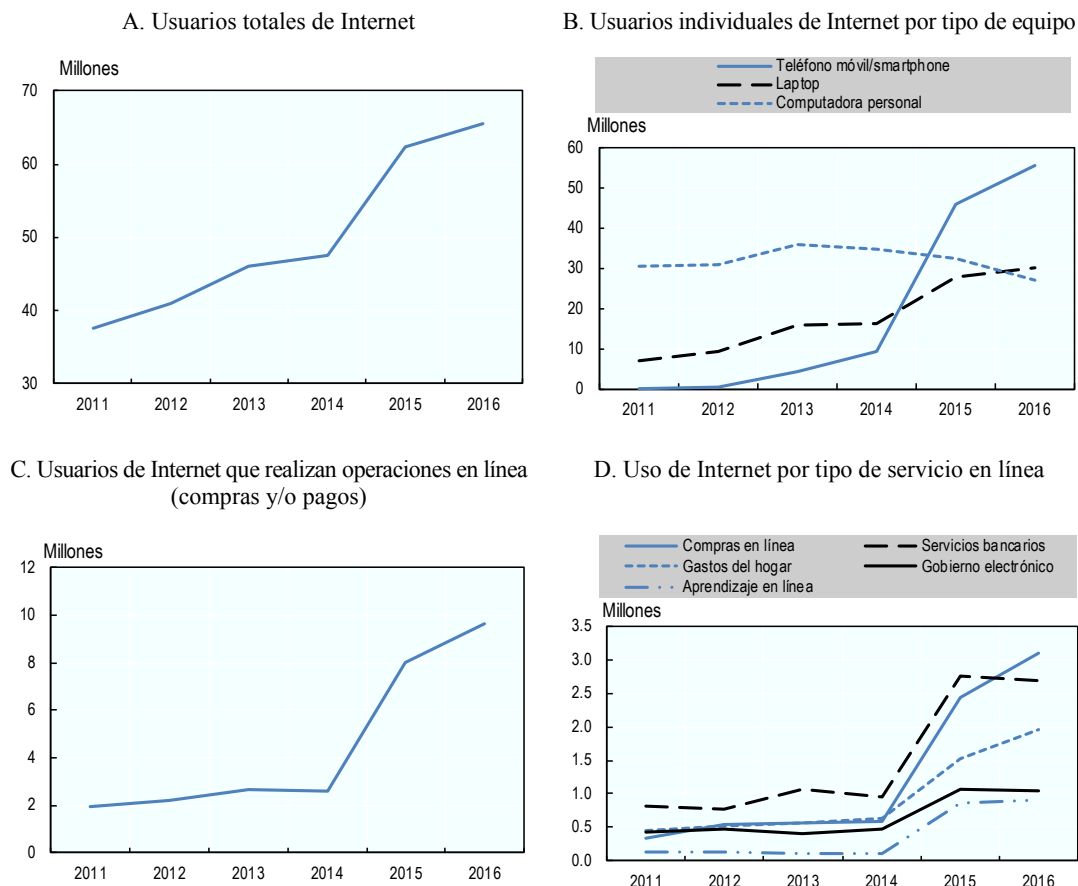 A. Usuarios totales de Internet
Millones
70
60
50
40
30
2011 2012 2013 2014 2015 2016
B. Usuarios individuales de Internet por tipo de equipo
Teléfono móvil/smartphone
Laptop
Computadora personal
Millones
60
50
40
30
20
10
0
2011 2012 2013 2014 2015 2016
C. Usuarios de Internet que realizan operaciones en línea
(compras y/o pagos)
Millones
12
10
8
6
4
2
0
2011 2012 2013 2014 2015 2016
D. Uso de Internet por tipo de servicio en línea
Compras en línea Servicios bancarios
Gastos del hogar Gobierno electrónico
Aprendizaje en línea
Millones
3.5
3.0
2.5
2.0
1.5
1.0
0.5
0.0
2011 2012 2013 2014 2015 2016